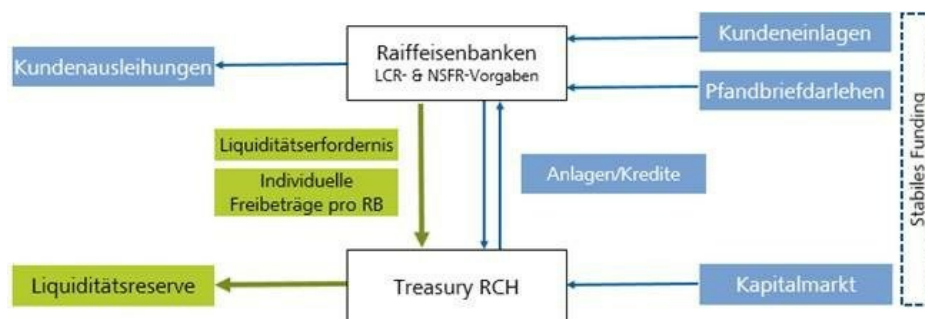 Kundeneinlagen
Raiffeisenbanken
LCR- & NSFR-Vorgaben
Kundenausleihungen
Pfandbriefdarlehen
Liquiditätserfordernis
Individuelle
Freibeträge pro RB
Anlagen/Kredite
Stabiles Funding
Liquiditätsreserve
Treasury RCH
Kapitalmarkt